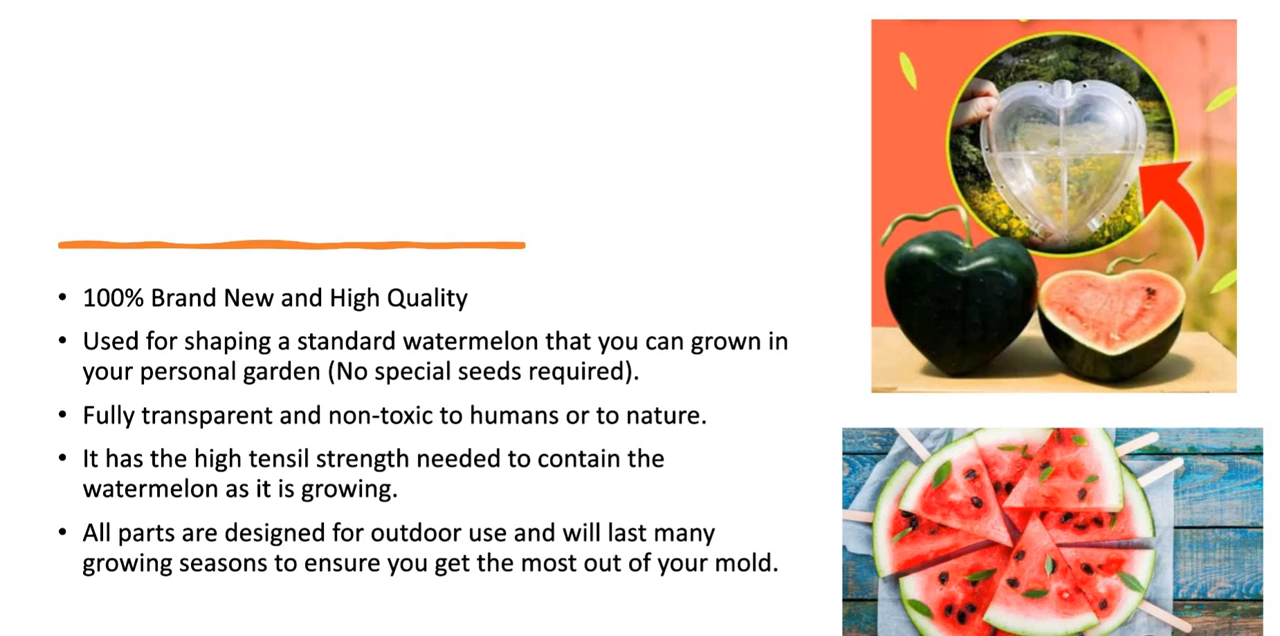 • 100% Brand New and High Quality
• Used for shaping a standard watermelon that you can grown in
your personal garden (No special seeds required).
• Fully transparent and non-toxic to humans or to nature.
• It has the high tensil strength needed to contain the
watermelon as it is growing.
• All parts are designed for outdoor use and will last many
growing seasons to ensure you get the most out of your mold.